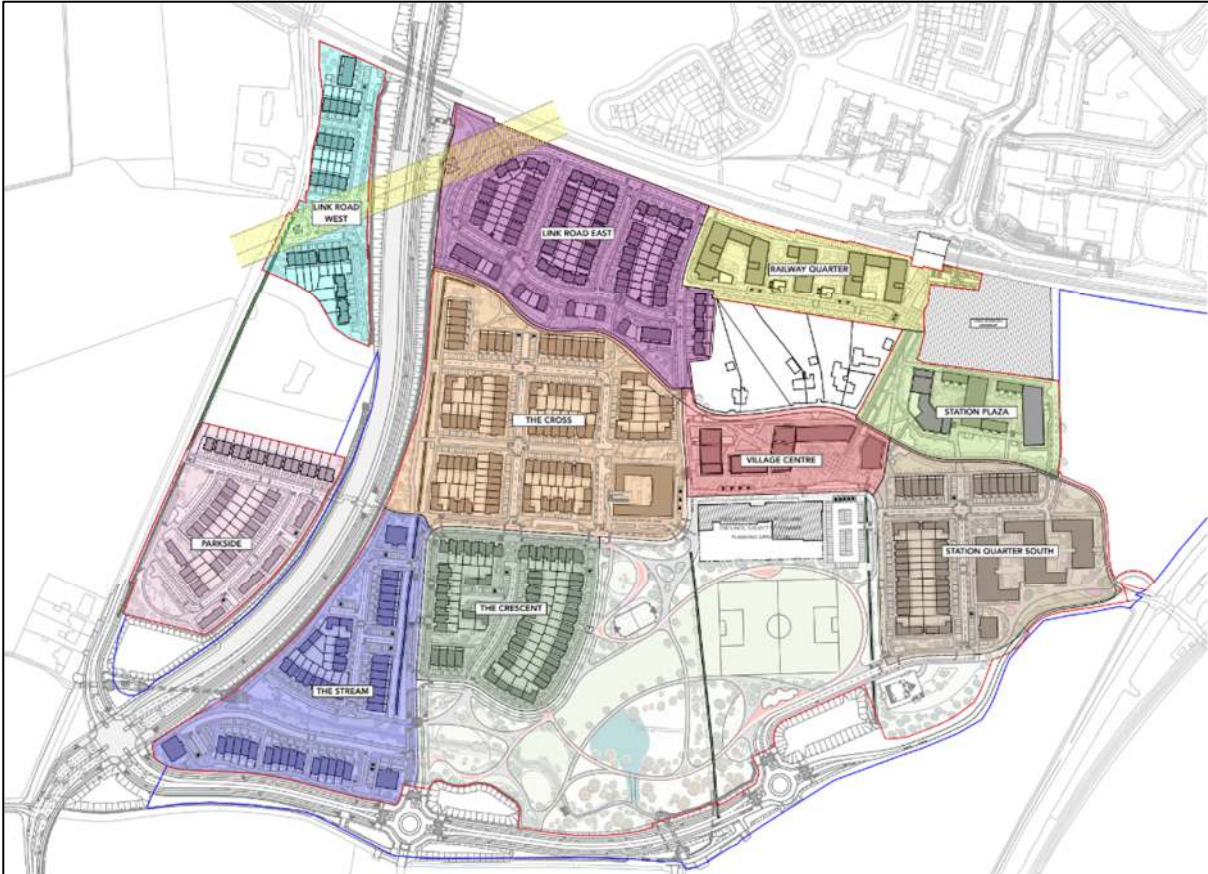 LINK ROAD
WEST
LINK ROAD EAST
RAILWAY QUARTER
STATION PLAZA
THE CROSS
VILLAGE CENTRE
PARKSIDE
STATION QUARTER SOUTH
THE CRESCENT
THE STREAM